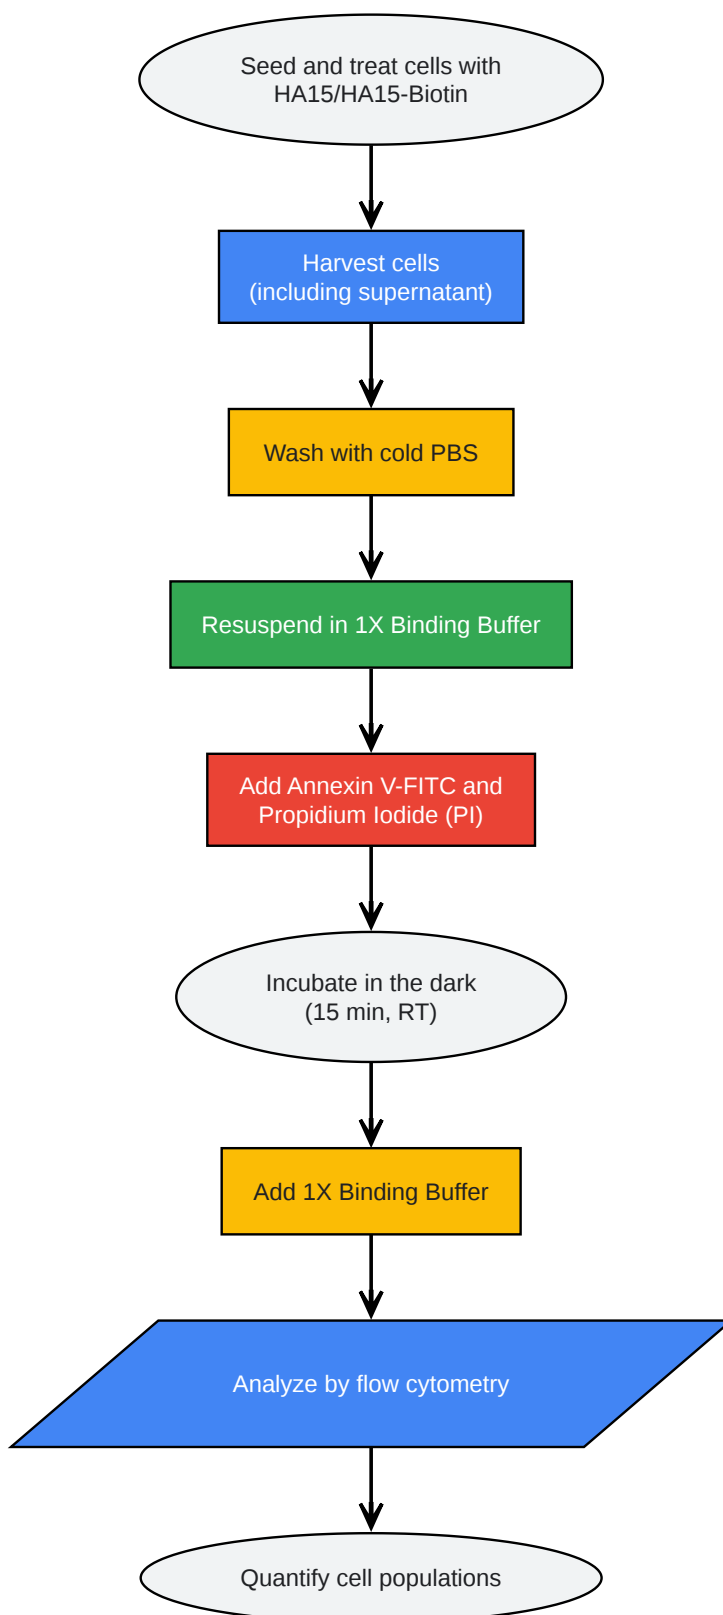 Seed and treat cells with
HA15/HA15-Biotin
Harvest cells
(including supernatant)
Wash with cold PBS
Resuspend in 1X Binding Buffer
Add Annexin V-FITC and
Propidium Iodide (PI)
Incubate in the dark
(15 min, RT)
Add 1X Binding Buffer
Analyze by flow cytometry
Quantify cell populations